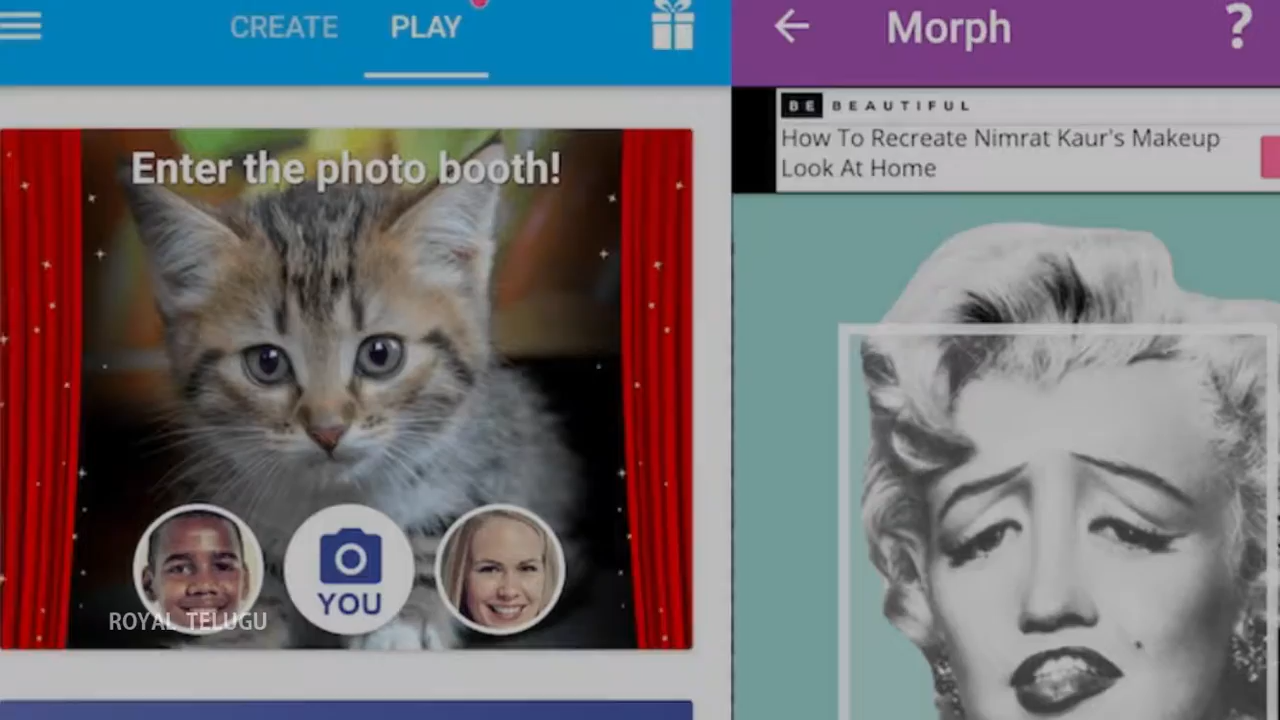 CREATE PLAY
Enter the photo booth!
YOU
ROYAL TELUGU
Morph ?
BE BEAUTIFUL
How To Recreate Nimrat Kaur's Makeup
Look At Home